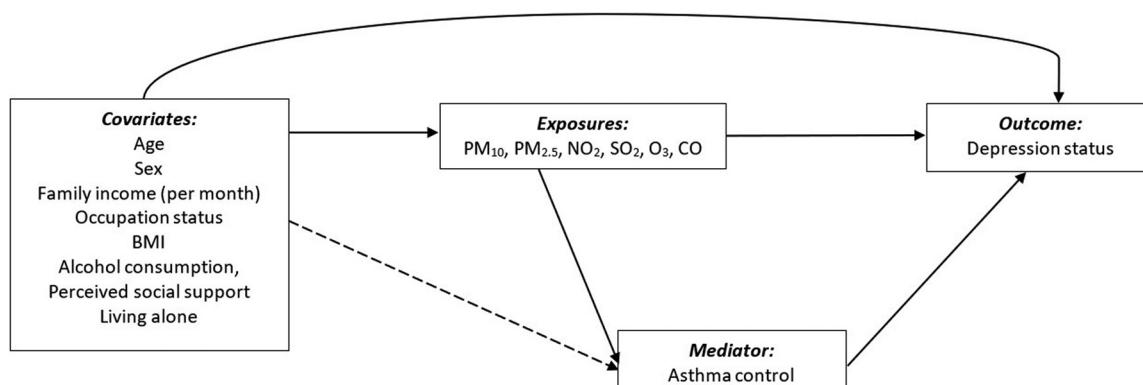 Covariates:
Age
Sex
Family income (per month)
Occupation status
BMI
Alcohol consumption,
Perceived social support
Living alone
Exposures:
PM₁₀, PM₂.₅, NO₂, SO₂, O₃, CO
Outcome:
Depression status
Mediator:
Asthma control